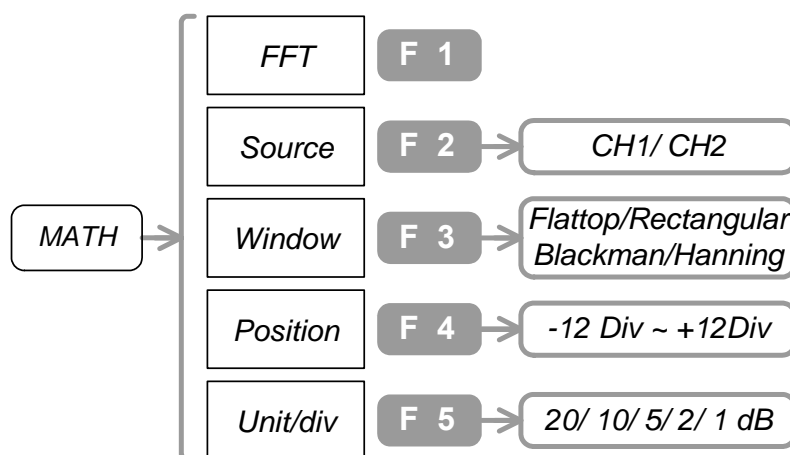 FFT F 1
Source F 2 CH1/ CH2
MATH Window F 3 Flattop/Rectangular
Blackman/Hanning
Position F 4 -12 Div ~ +12Div
Unit/div F 5 20/ 10/ 5/ 2/ 1 dB